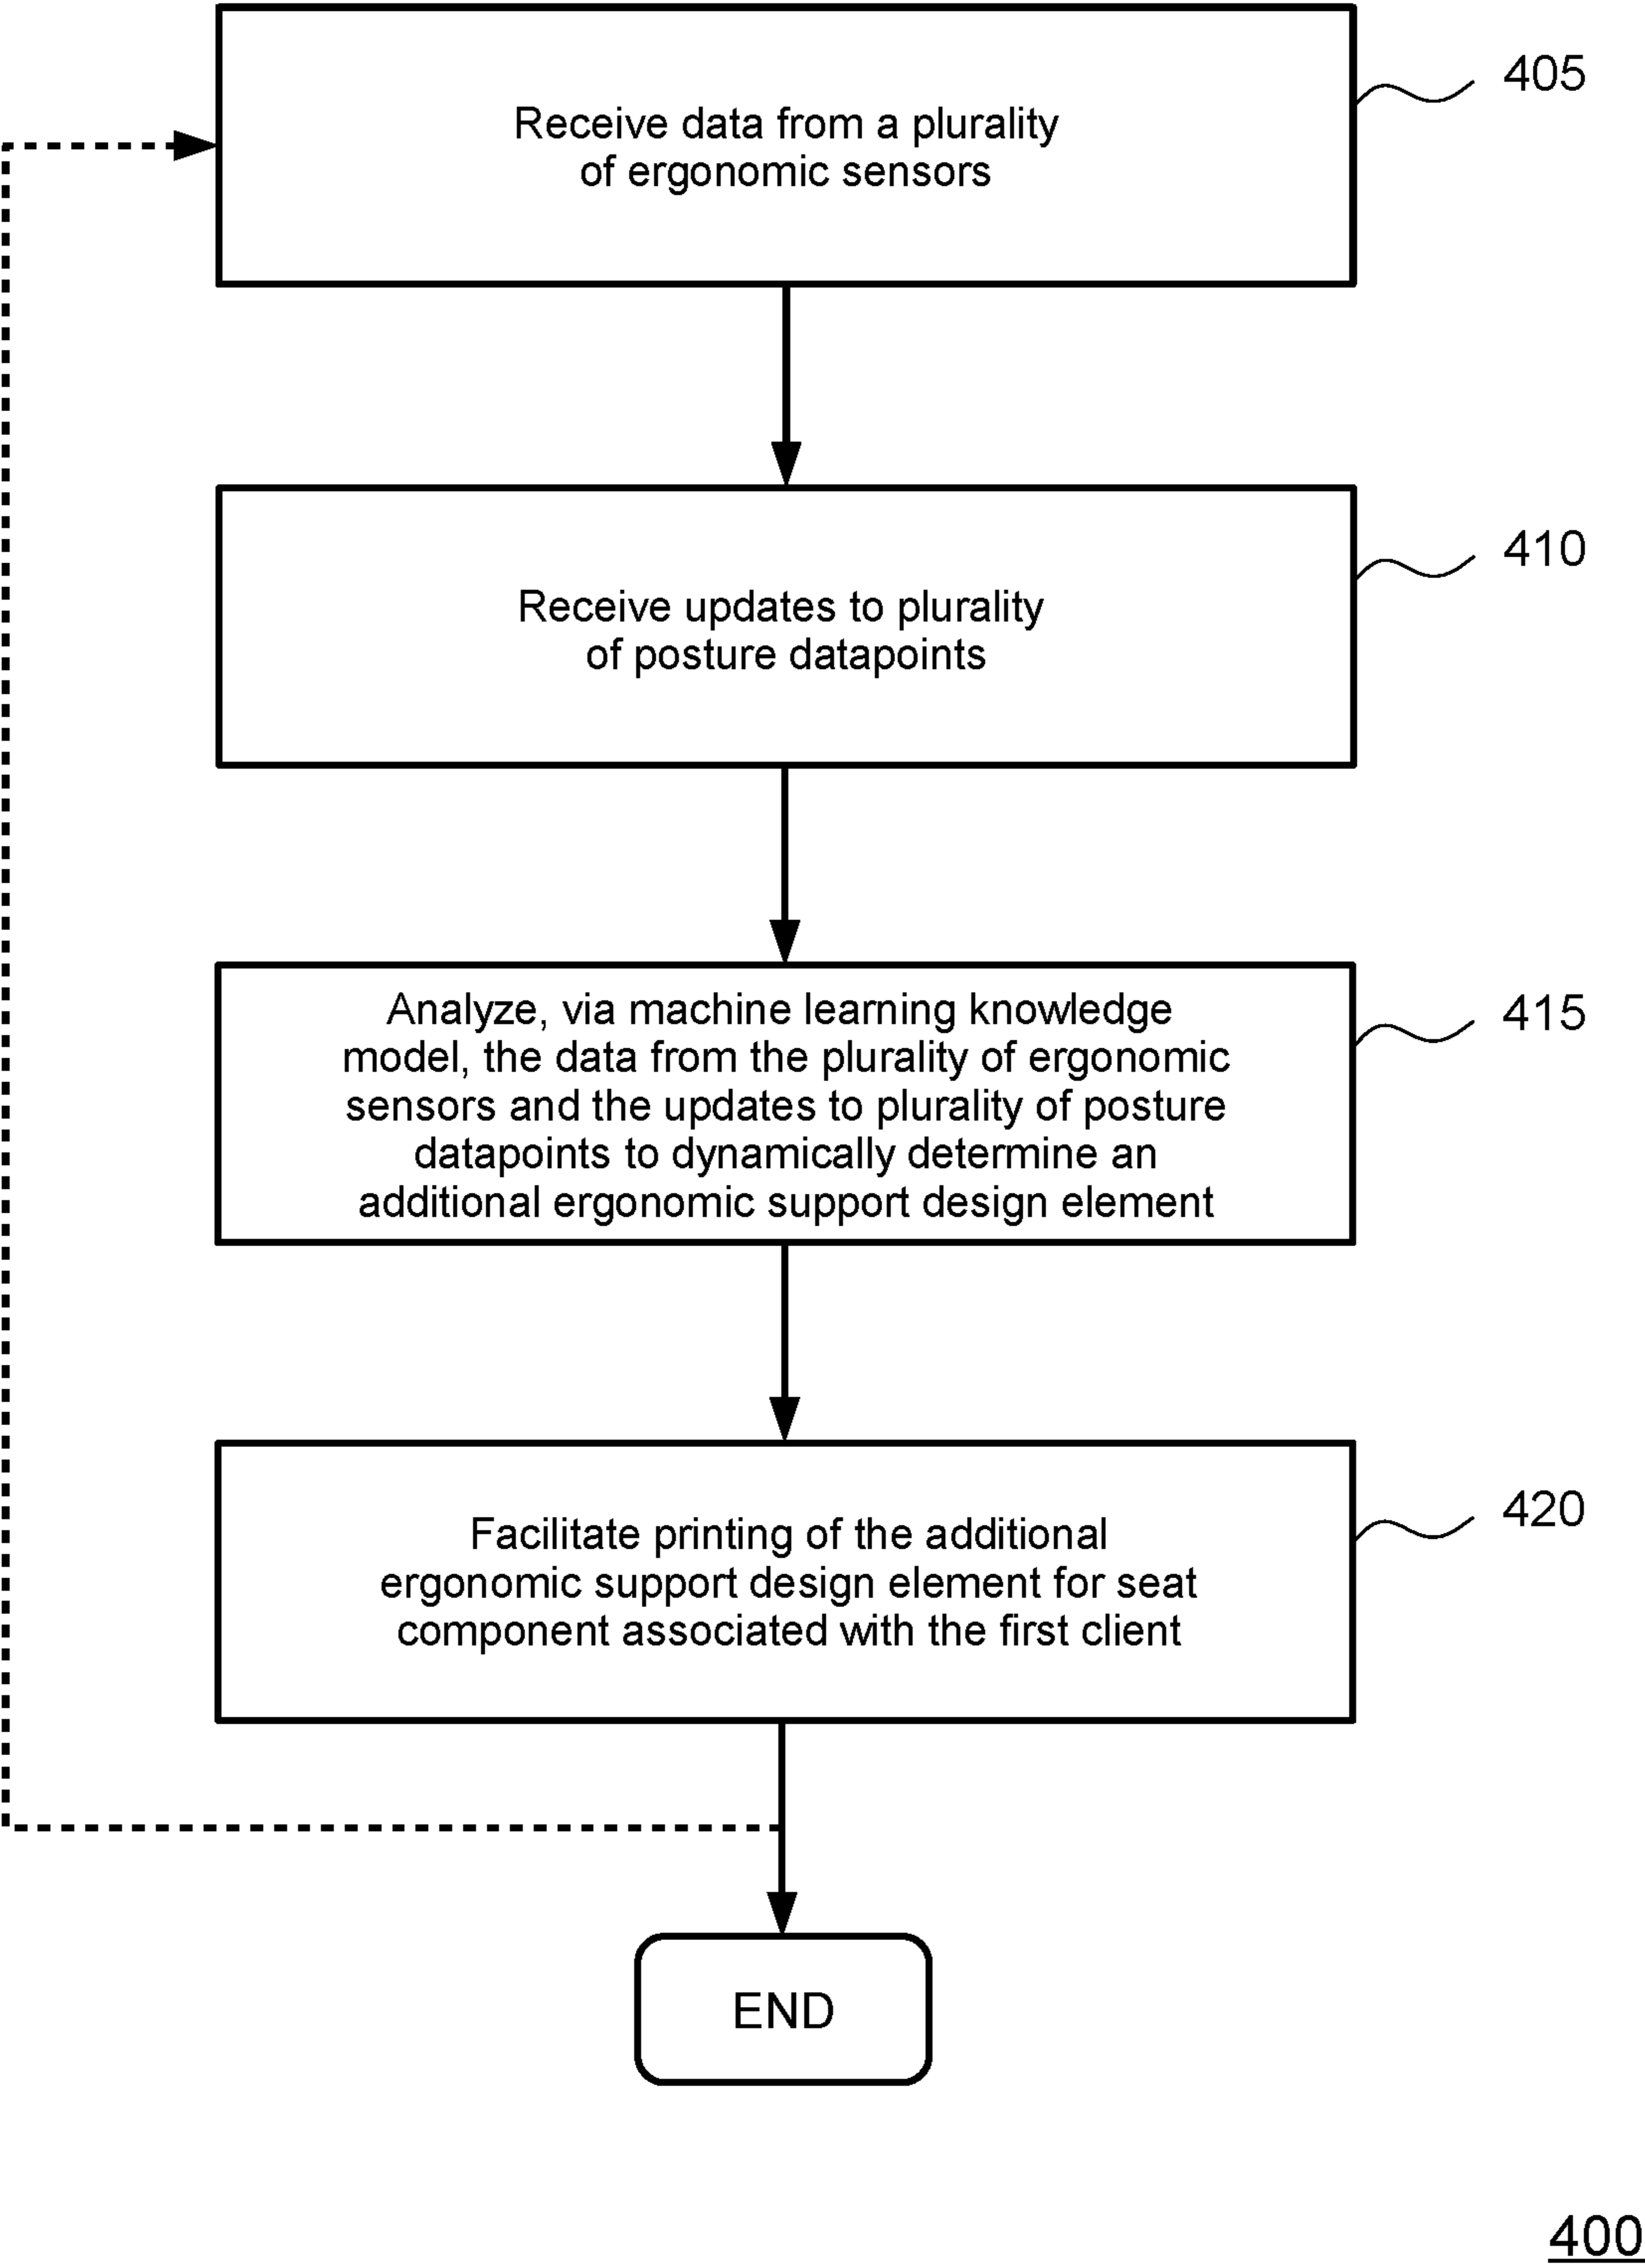 Receive data from a plurality
of ergonomic sensors
405
Receive updates to plurality
of posture datapoints
410
Analyze, via machine learning knowledge
model, the data from the plurality of ergonomic
sensors and the updates to plurality of posture
datapoints to dynamically determine an
additional ergonomic support design element
415
Facilitate printing of the additional
ergonomic support design element for seat
component associated with the first client
420
END
400